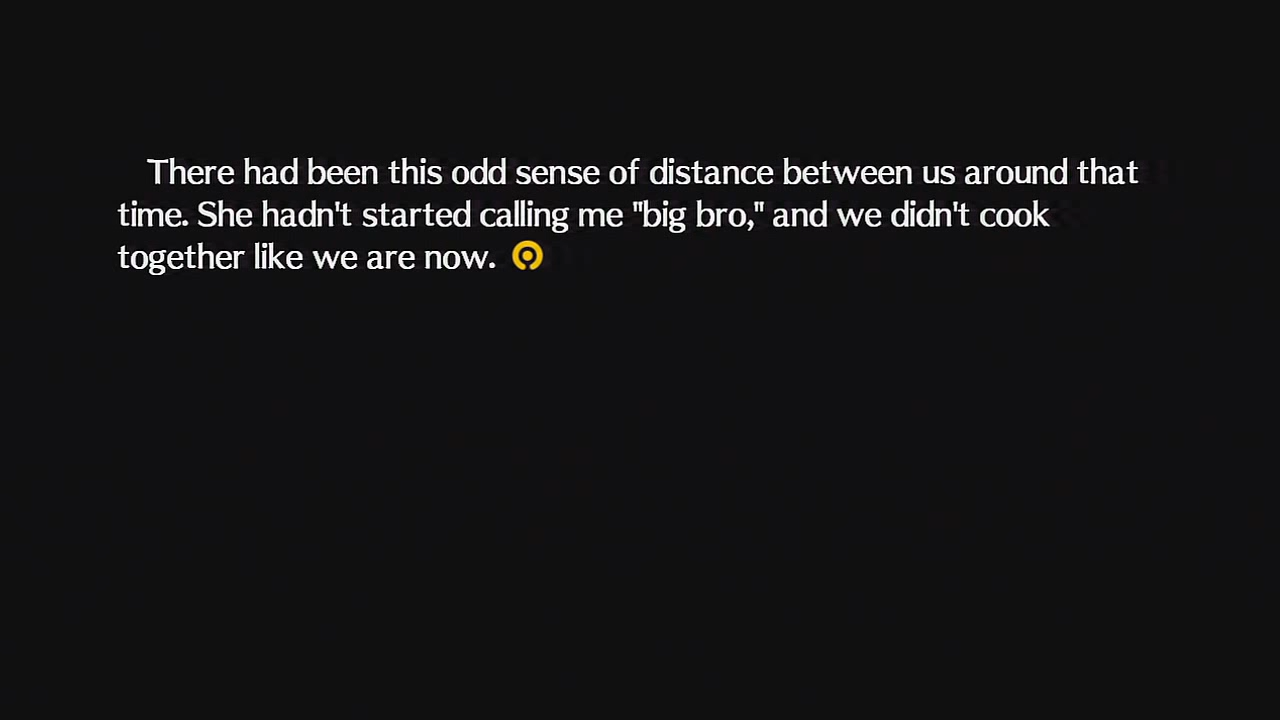 There had been this odd sense of distance between us around that
time. She hadn't started calling me "big bro," and we didn't cook
together like we are now.